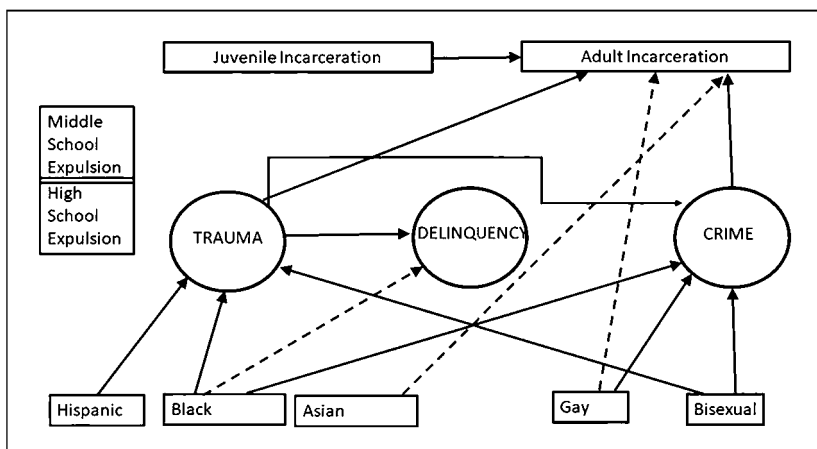 Juvenile Incarceration
Adult Incarceration
Middle
School
Expulsion
High
School
Expulsion
TRAUMA
DELINQUENCY
CRIME
Hispanic
Black
Asian
Gay
Bisexual